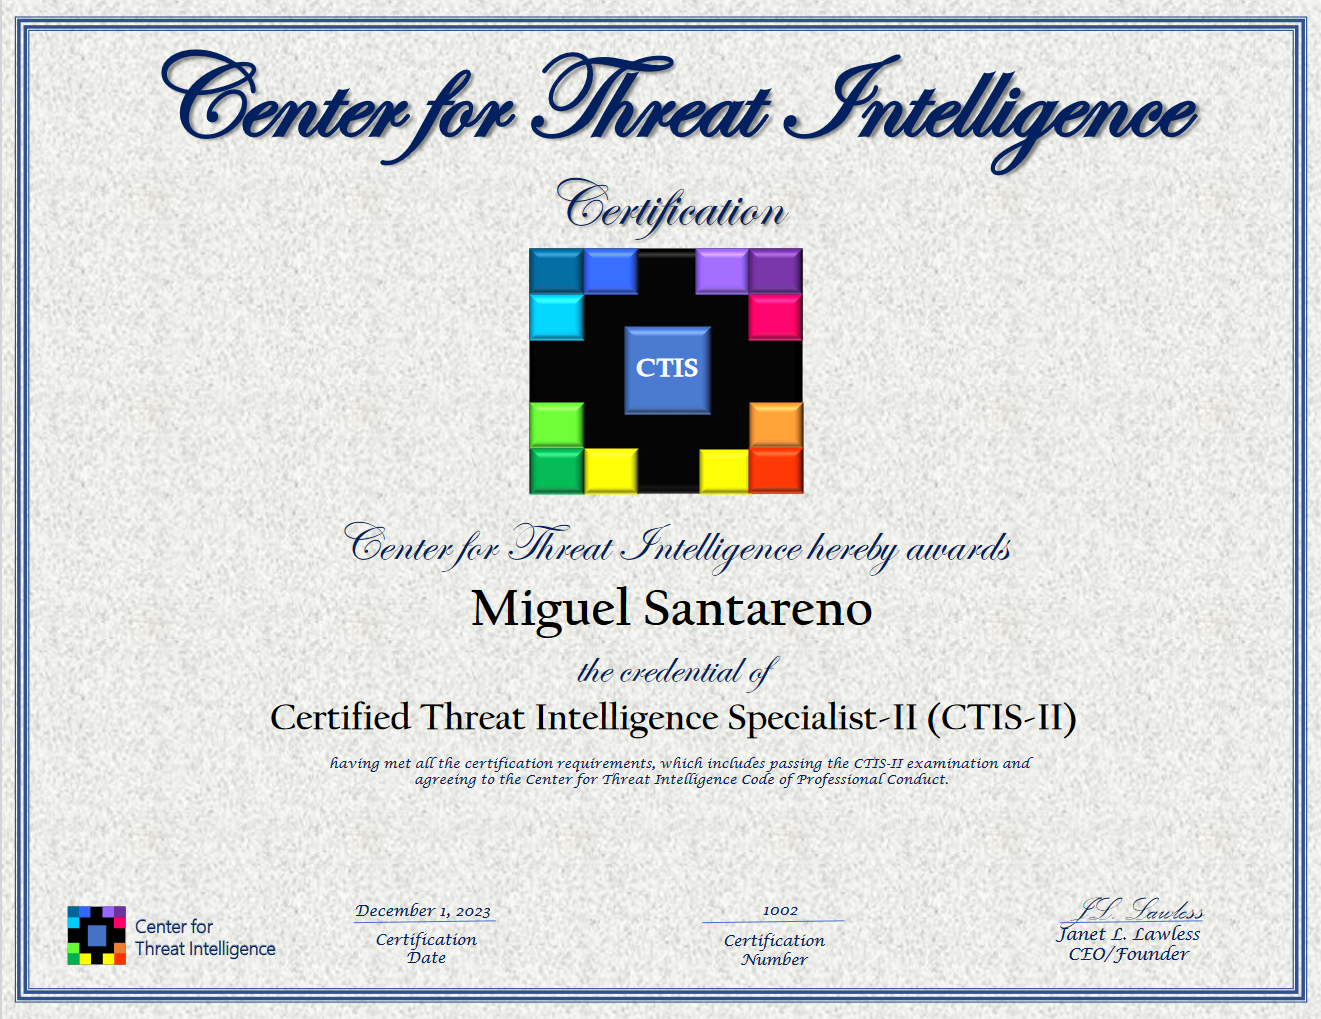 Center for Threat Intelligence
Certification
CTIS
Center for Threat Intelligence hereby awards
Miguel Santareno
the credential of
Certified Threat Intelligence Specialist-II (CTIS-II)
having met all the certification requirements, which includes passing the CTIS-II examination and
agreeing to the Center for Threat Intelligence Code of Professional Conduct.
Center for
Threat Intelligence
December 1, 2023
Certification
Date
1002
Certification
Number
J.L. Lawless
Janet L. Lawless
CEO/Founder